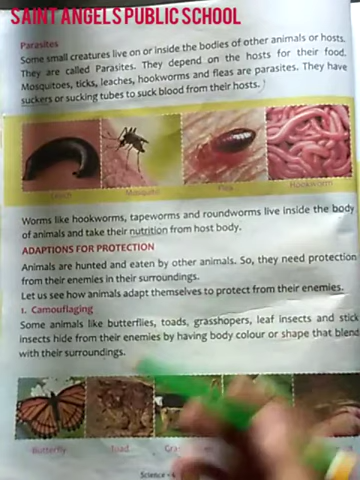 SAINT ANGELS PUBLIC SCHOOL
Parasites
Some small creatures live on or inside the bodies of other animals or hosts.
They are called Parasites. They depend on the hosts for their food.
Mosquitoes, ticks, leaches, hookworms and fleas are parasites. They have
suckers or sucking tubes to suck blood from their hosts.
Leech Mosquito Flea Hookworm
Worms like hookworms, tapeworms and roundworms live inside the body
of animals and take their nutrition from host body.
ADAPTIONS FOR PROTECTION
Animals are hunted and eaten by other animals. So, they need protection
from their enemies in their surroundings.
Let us see how animals adapt themselves to protect from their enemies.
1. Camouflaging
Some animals like butterflies, toads, grasshopers, leaf insects and stick
insects hide from their enemies by having body colour or shape that blend
with their surroundings.
Butterfly Toad
Science - 4